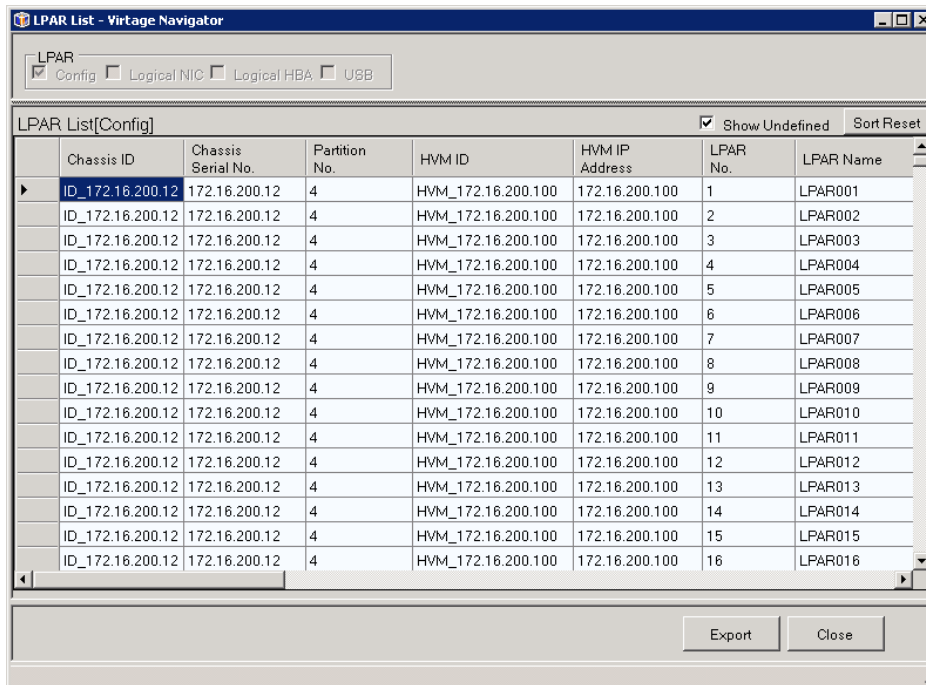 LPAR List - Virtage Navigator
LPAR
Config Logical NIC Logical HBA USB
LPAR List[Config] Show Undefined Sort Reset
Chassis ID Chassis Serial No. Partition No. HVM ID HVM IP Address LPAR No. LPAR Name
ID_172.16.200.12 172.16.200.12 4 HVM_172.16.200.100 172.16.200.100 1 LPAR001
ID_172.16.200.12 172.16.200.12 4 HVM_172.16.200.100 172.16.200.100 2 LPAR002
ID_172.16.200.12 172.16.200.12 4 HVM_172.16.200.100 172.16.200.100 3 LPAR003
ID_172.16.200.12 172.16.200.12 4 HVM_172.16.200.100 172.16.200.100 4 LPAR004
ID_172.16.200.12 172.16.200.12 4 HVM_172.16.200.100 172.16.200.100 5 LPAR005
ID_172.16.200.12 172.16.200.12 4 HVM_172.16.200.100 172.16.200.100 6 LPAR006
ID_172.16.200.12 172.16.200.12 4 HVM_172.16.200.100 172.16.200.100 7 LPAR007
ID_172.16.200.12 172.16.200.12 4 HVM_172.16.200.100 172.16.200.100 8 LPAR008
ID_172.16.200.12 172.16.200.12 4 HVM_172.16.200.100 172.16.200.100 9 LPAR009
ID_172.16.200.12 172.16.200.12 4 HVM_172.16.200.100 172.16.200.100 10 LPAR010
ID_172.16.200.12 172.16.200.12 4 HVM_172.16.200.100 172.16.200.100 11 LPAR011
ID_172.16.200.12 172.16.200.12 4 HVM_172.16.200.100 172.16.200.100 12 LPAR012
ID_172.16.200.12 172.16.200.12 4 HVM_172.16.200.100 172.16.200.100 13 LPAR013
ID_172.16.200.12 172.16.200.12 4 HVM_172.16.200.100 172.16.200.100 14 LPAR014
ID_172.16.200.12 172.16.200.12 4 HVM_172.16.200.100 172.16.200.100 15 LPAR015
ID_172.16.200.12 172.16.200.12 4 HVM_172.16.200.100 172.16.200.100 16 LPAR016
Export Close